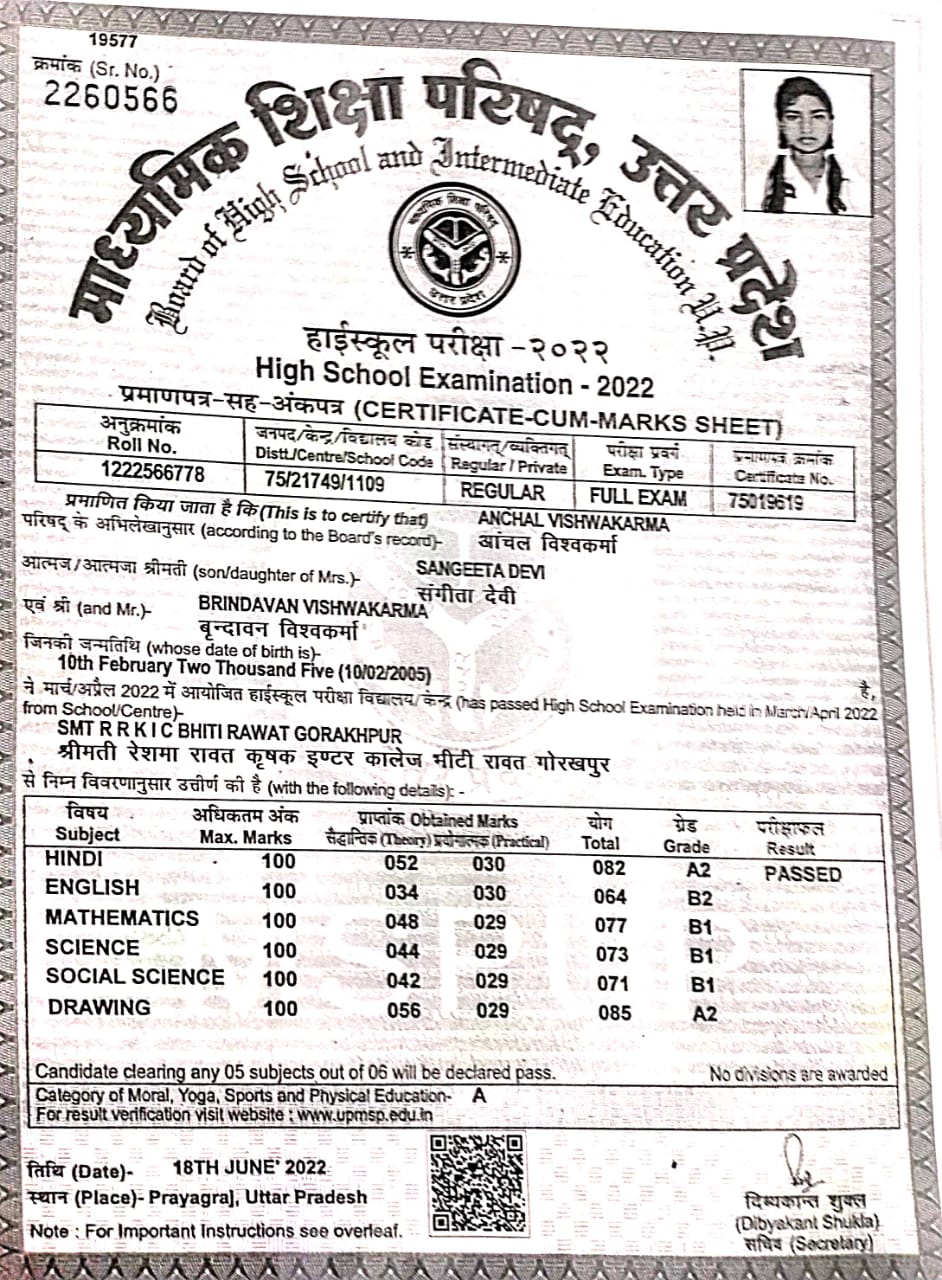 19577
क्रमांक (Sr. No.)
2260566
माध्यमिक शिक्षा परिषद्, उत्तर प्रदेश
Board of High School and Intermediate Education U.P.
माध्यमिक शिक्षा परिषद्
उत्तर प्रदेश
हाईस्कूल परीक्षा -२०२२
High School Examination - 2022
प्रमाणपत्र-सह-अंकपत्र (CERTIFICATE-CUM-MARKS SHEET)
अनुक्रमांक जनपद/केन्द्र/विद्यालय कोड संस्थागत/व्यक्तिगत परीक्षा प्रवर्ग प्रमाणपत्र क्रमांक
Roll No. Distt./Centre/School Code Regular / Private Exam. Type Certificate No.
1222566778 75/21749/1109 REGULAR FULL EXAM 75019619
प्रमाणित किया जाता है कि(This is to certify that) ANCHAL VISHWAKARMA
परिषद् के अभिलेखानुसार (according to the Board's record)- आंचल विश्वकर्मा
आत्मज/आत्मजा श्रीमती (son/daughter of Mrs.)- SANGEETA DEVI
संगीता देवी
एवं श्री (and Mr.)- BRINDAVAN VISHWAKARMA
बृन्दावन विश्वकर्मा
जिनकी जन्मतिथि (whose date of birth is)-
10th February Two Thousand Five (10/02/2005) है,
ने मार्च/अप्रैल 2022 में आयोजित हाईस्कूल परीक्षा विद्यालय/केन्द्र (has passed High School Examination held in March/April 2022
from School/Centre)-
SMT R R K I C BHITI RAWAT GORAKHPUR
श्रीमती रेशमा रावत कृषक इण्टर कालेज भीटी रावत गोरखपुर
से निम्न विवरणानुसार उत्तीर्ण की है (with the following details): -
विषय अधिकतम अंक प्राप्तांक Obtained Marks योग ग्रेड परीक्षाफल
Subject Max. Marks सैद्धान्तिक (Theory) प्रयोगात्मक (Practical) Total Grade Result
HINDI 100 052 030 082 A2 PASSED
ENGLISH 100 034 030 064 B2
MATHEMATICS 100 048 029 077 B1
SCIENCE 100 044 029 073 B1
SOCIAL SCIENCE 100 042 029 071 B1
DRAWING 100 056 029 085 A2
Candidate clearing any 05 subjects out of 06 will be declared pass. No divisions are awarded
Category of Moral, Yoga, Sports and Physical Education- A
For result verification visit website : www.upmsp.edu.in
तिथि (Date)- 18TH JUNE' 2022
स्थान (Place)- Prayagraj, Uttar Pradesh
Note : For Important Instructions see overleaf.
दिब्यकान्त शुक्ल
(Dibyakant Shukla)
सचिव (Secretary)